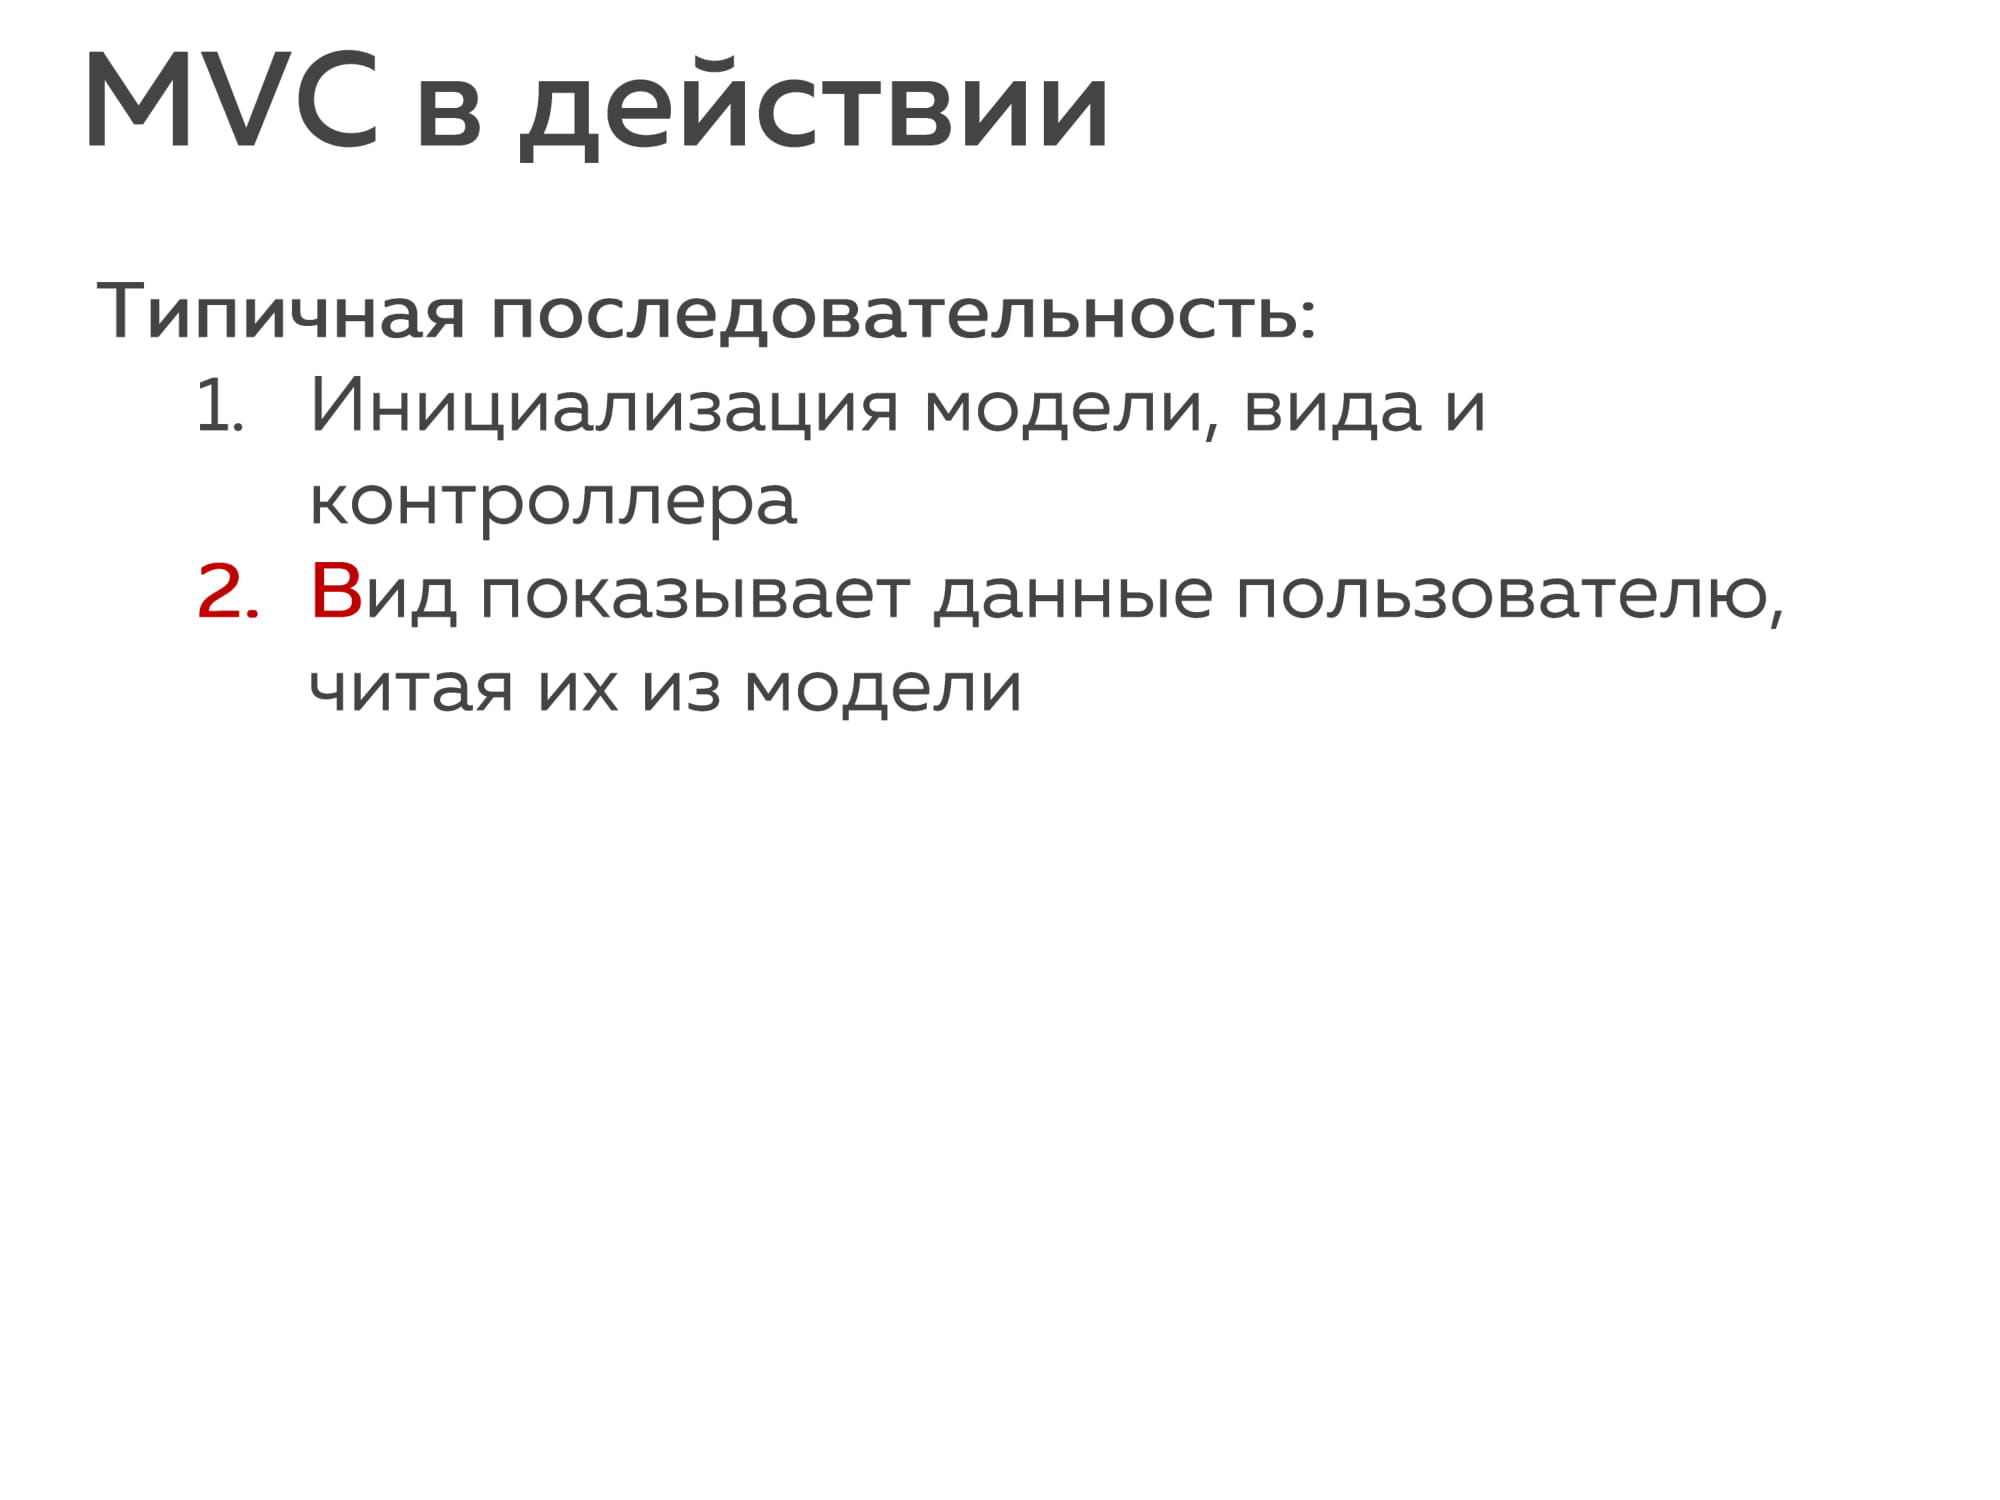 MVC в действии
Типичная последовательность:
1. Инициализация модели, вида и
контроллера
2. Вид показывает данные пользователю,
читая их из модели